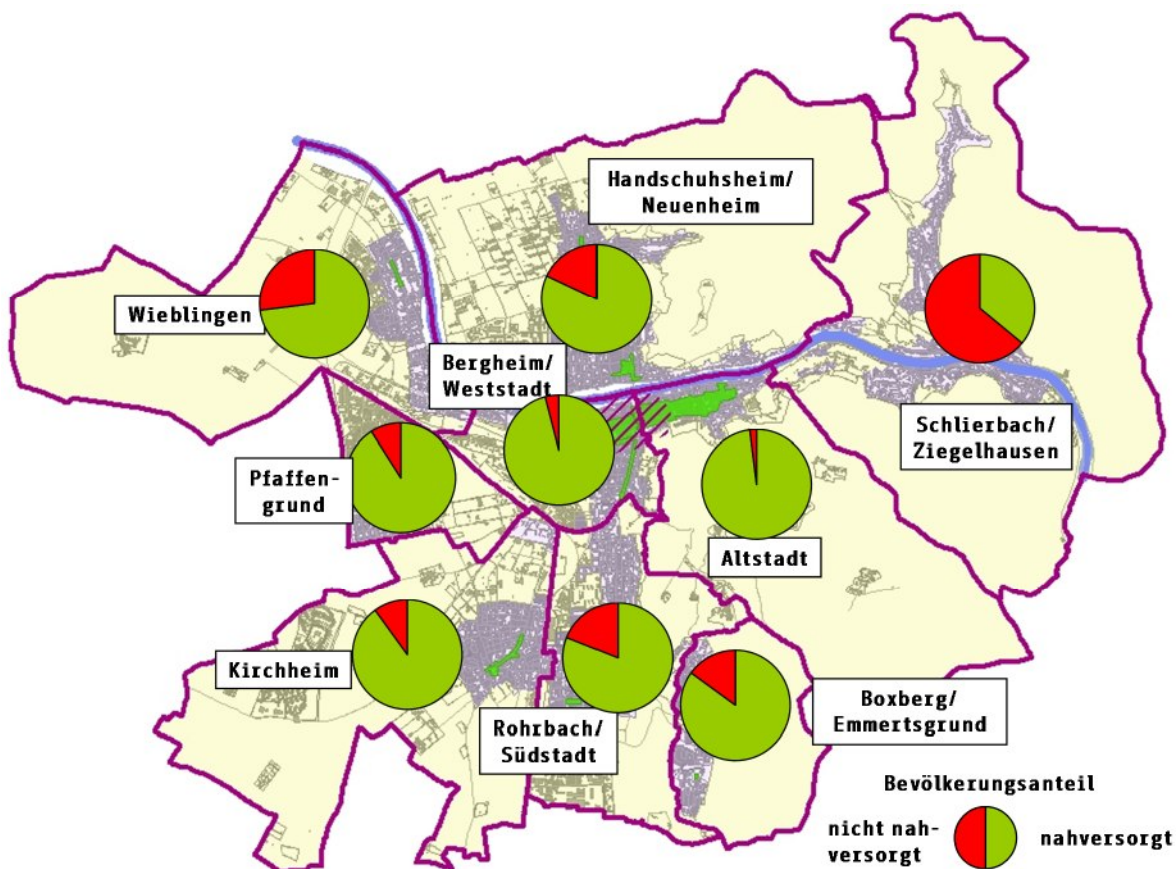 Handschuhsheim/
Neuenheim
Wieblingen
Bergheim/
Weststadt
Schlierbach/
Ziegelhausen
Pfaffen-
grund
Altstadt
Kirchheim
Rohrbach/
Südstadt
Boxberg/
Emmertsgrund
Bevölkerungsanteil
nicht nah-
versorgt
nahversorgt